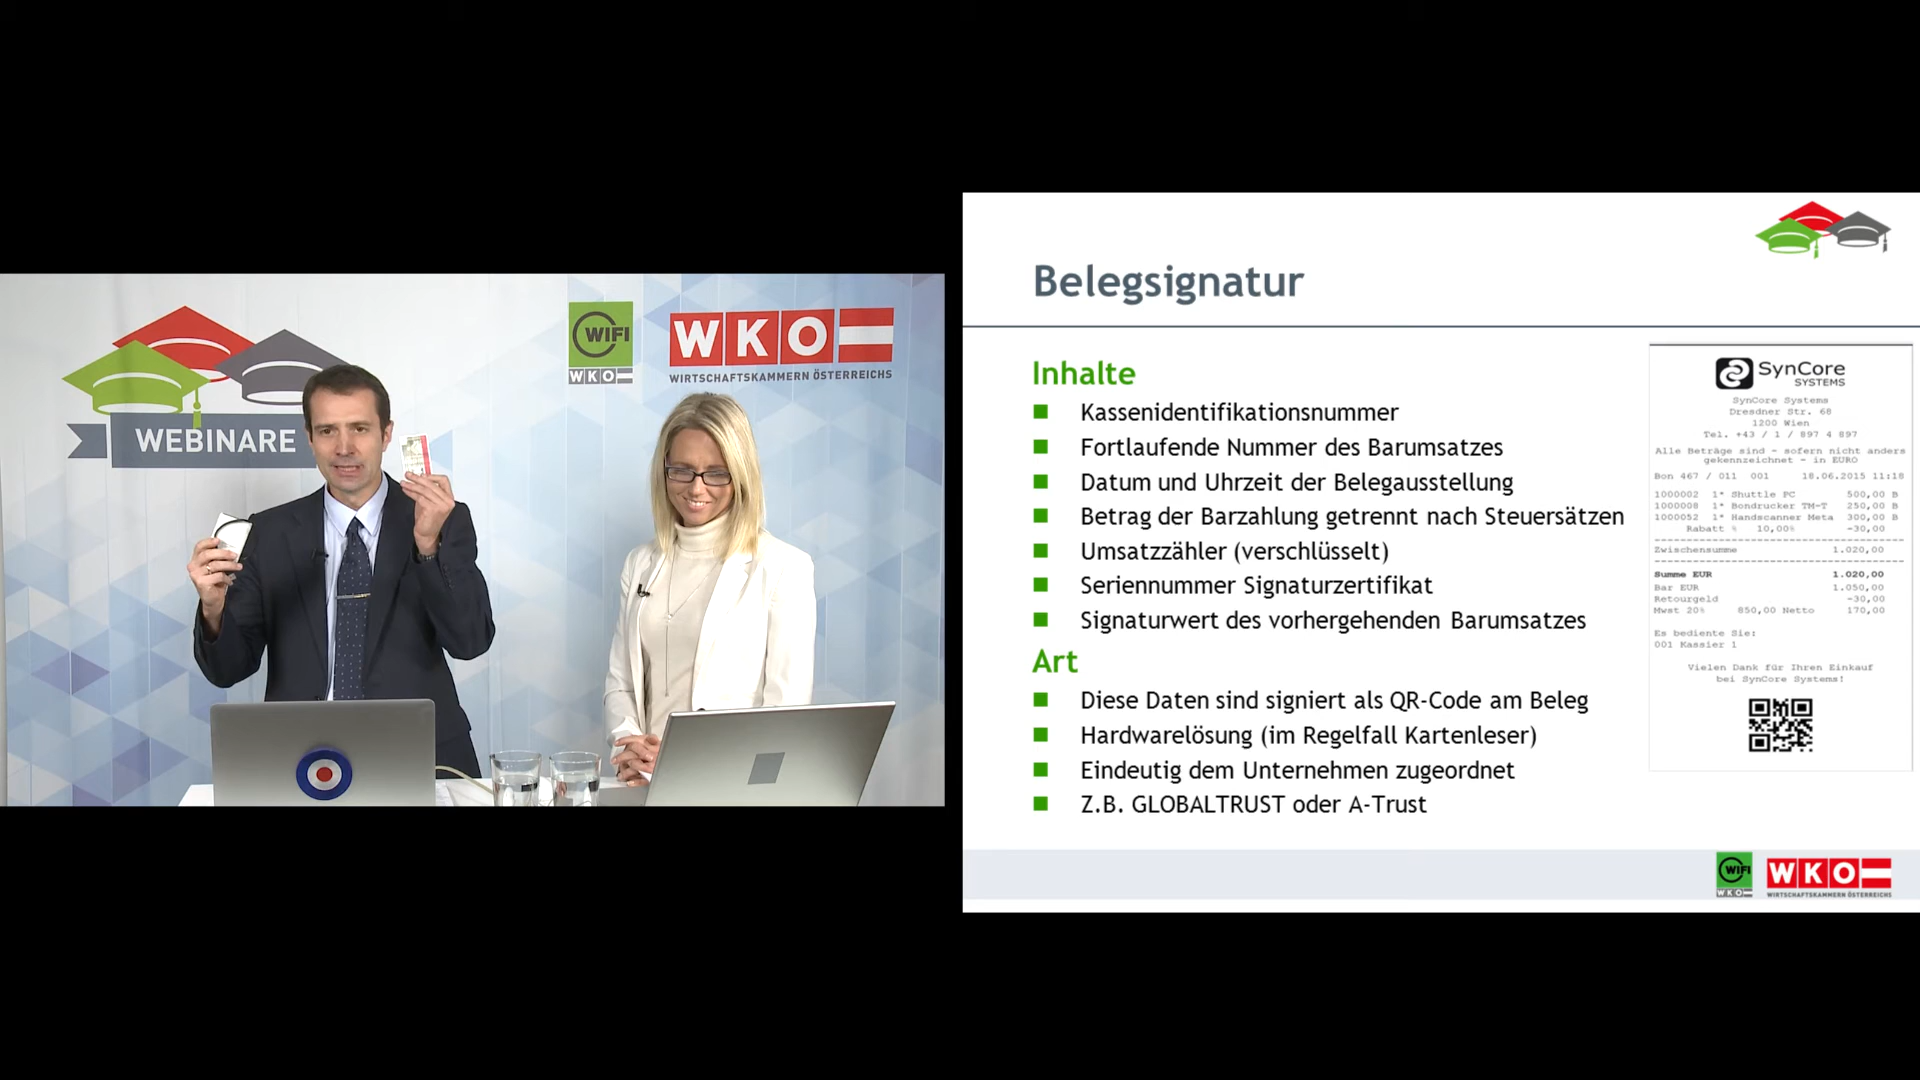 WEBINARE
WIFI
WKO
WKO
WIRTSCHAFTSKAMMERN ÖSTERREICHS
Belegsignatur
Inhalte
Kassenidentifikationsnummer
Fortlaufende Nummer des Barumsatzes
Datum und Uhrzeit der Belegausstellung
Betrag der Barzahlung getrennt nach Steuersätzen
Umsatzzähler (verschlüsselt)
Seriennummer Signaturzertifikat
Signaturwert des vorhergehenden Barumsatzes
Art
Diese Daten sind signiert als QR-Code am Beleg
Hardwarelösung (im Regelfall Kartenleser)
Eindeutig dem Unternehmen zugeordnet
Z.B. GLOBALTRUST oder A-Trust
SynCore
SYSTEMS
SynCore Systems
Dresdner Str. 68
1200 Wien
Tel. +43 / 1 / 897 4 897
Alle Beträge sind - sofern nicht anders
gekennzeichnet - in EURO
Bon 467 / 011 001 18.06.2015 11:18
1000002 1* Shuttle PC 500,00 B
1000008 1* Bondrucker TM-T 250,00 B
1000052 1* Handscanner Meta 300,00 B
Rabatt % 10,00% -30,00
Zwischensumme 1.020,00
Summe EUR 1.020,00
Bar EUR 1.050,00
Retourgeld -30,00
Mwst 20% 850,00 Netto 170,00
Es bediente Sie:
001 Kassier 1
Vielen Dank für Ihren Einkauf
bei SynCore Systems!
WIFI
WKO
WKO
WIRTSCHAFTSKAMMERN ÖSTERREICHS